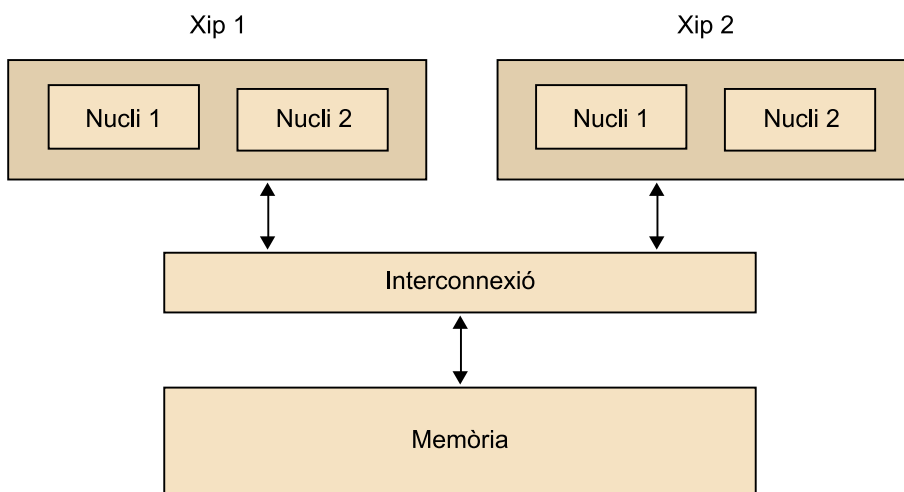 Xip 1
Xip 2
Nucli 1
Nucli 2
Nucli 1
Nucli 2
Interconnexió
Memòria